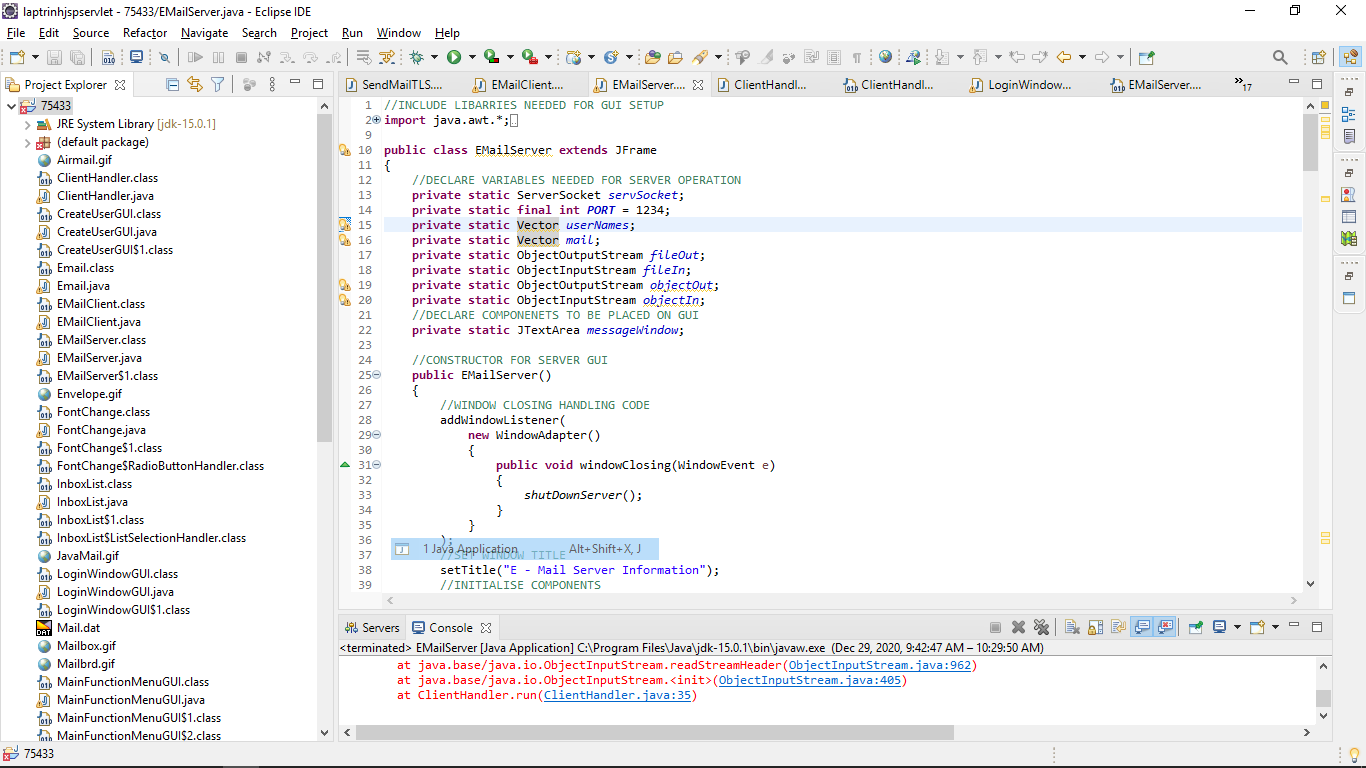 laptrinhjspservlet - 75433/EMailServer.java - Eclipse IDE
File Edit Source Refactor Navigate Search Project Run Window Help
Project Explorer
75433
JRE System Library [jdk-15.0.1]
(default package)
Airmail.gif
ClientHandler.class
ClientHandler.java
CreateUserGUI.class
CreateUserGUI.java
CreateUserGUI$1.class
Email.class
Email.java
EMailClient.class
EMailClient.java
EMailServer.class
EMailServer.java
EMailServer$1.class
Envelope.gif
FontChange.class
FontChange.java
FontChange$1.class
FontChange$RadioButtonHandler.class
InboxList.class
InboxList.java
InboxList$1.class
InboxList$ListSelectionHandler.class
JavaMail.gif
LoginWindowGUI.class
LoginWindowGUI.java
LoginWindowGUI$1.class
Mail.dat
Mailbox.gif
Mailbrd.gif
MainFunctionMenuGUI.class
MainFunctionMenuGUI.java
MainFunctionMenuGUI$1.class
MainFunctionMenuGUI$2.class
SendMailTLS.... EMailClient.... EMailServer.... ClientHandl... ClientHandl... LoginWindow... EMailServer.... 17
1 //INCLUDE LIBARRIES NEEDED FOR GUI SETUP
2 import java.awt.*;
9
10 public class EMailServer extends JFrame
11 {
12 //DECLARE VARIABLES NEEDED FOR SERVER OPERATION
13 private static ServerSocket servSocket;
14 private static final int PORT = 1234;
15 private static Vector userNames;
16 private static Vector mail;
17 private static ObjectOutputStream fileOut;
18 private static ObjectInputStream fileIn;
19 private static ObjectOutputStream objectOut;
20 private static ObjectInputStream objectIn;
21 //DECLARE COMPONENETS TO BE PLACED ON GUI
22 private static JTextArea messageWindow;
23
24 //CONSTRUCTOR FOR SERVER GUI
25 public EMailServer()
26 {
27 //WINDOW CLOSING HANDLING CODE
28 addWindowListener(
29 new WindowAdapter()
30 {
31 public void windowClosing(WindowEvent e)
32 {
33 shutDownServer();
34 }
35 }
36 );
1 Java Application Alt+Shift+X, J
37 //SET WINDOW TITLE
38 setTitle("E - Mail Server Information");
39 //INITIALISE COMPONENTS
Servers Console
<terminated> EMailServer [Java Application] C:\Program Files\Java\jdk-15.0.1\bin\javaw.exe (Dec 29, 2020, 9:42:47 AM – 10:29:50 AM)
at java.base/java.io.ObjectInputStream.readStreamHeader(ObjectInputStream.java:962)
at java.base/java.io.ObjectInputStream.<init>(ObjectInputStream.java:405)
at ClientHandler.run(ClientHandler.java:35)
75433